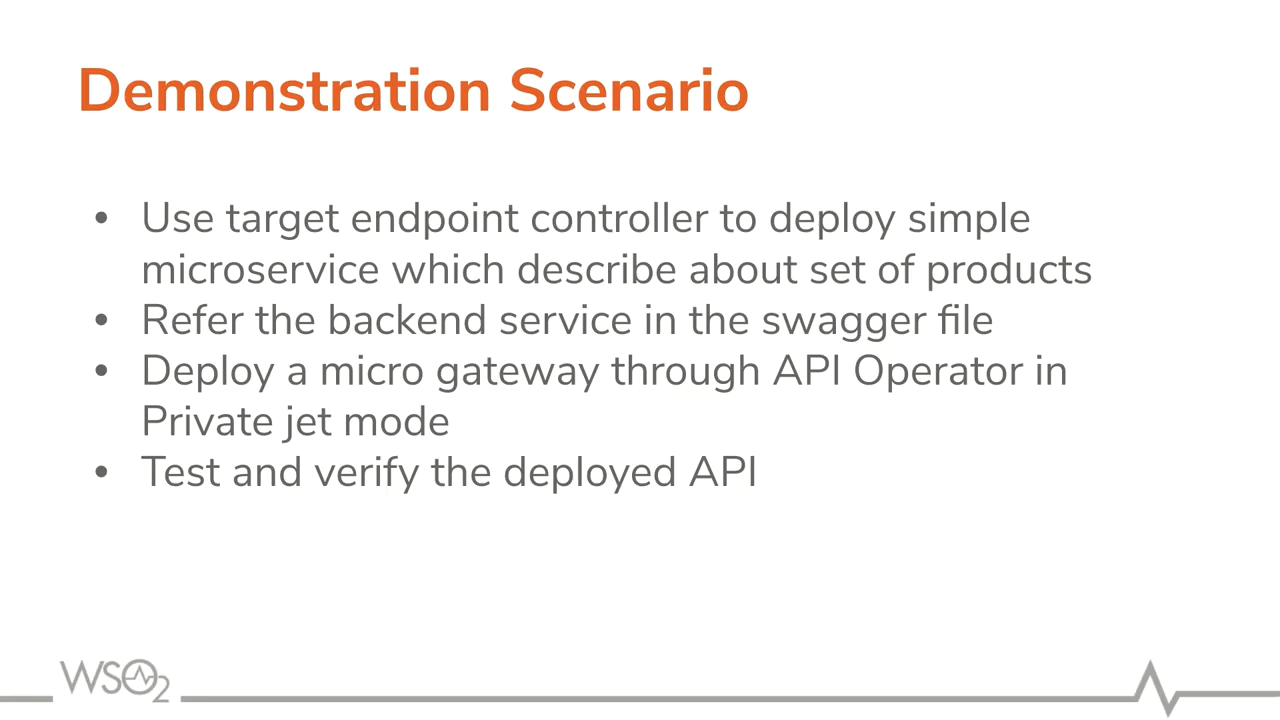 Demonstration Scenario
• Use target endpoint controller to deploy simple
microservice which describe about set of products
• Refer the backend service in the swagger file
• Deploy a micro gateway through API Operator in
Private jet mode
• Test and verify the deployed API
WSO2